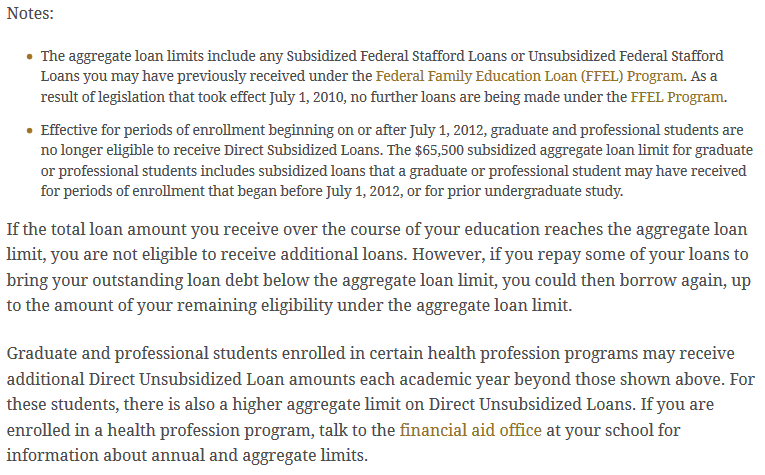 Notes:
The aggregate loan limits include any Subsidized Federal Stafford Loans or Unsubsidized Federal Stafford
Loans you may have previously received under the Federal Family Education Loan (FFEL) Program. As a
result of legislation that took effect July 1, 2010, no further loans are being made under the FFEL Program.
Effective for periods of enrollment beginning on or after July 1, 2012, graduate and professional students are
no longer eligible to receive Direct Subsidized Loans. The $65,500 subsidized aggregate loan limit for graduate
or professional students includes subsidized loans that a graduate or professional student may have received
for periods of enrollment that began before July 1, 2012, or for prior undergraduate study.
If the total loan amount you receive over the course of your education reaches the aggregate loan
limit, you are not eligible to receive additional loans. However, if you repay some of your loans to
bring your outstanding loan debt below the aggregate loan limit, you could then borrow again, up
to the amount of your remaining eligibility under the aggregate loan limit.
Graduate and professional students enrolled in certain health profession programs may receive
additional Direct Unsubsidized Loan amounts each academic year beyond those shown above. For
these students, there is also a higher aggregate limit on Direct Unsubsidized Loans. If you are
enrolled in a health profession program, talk to the financial aid office at your school for
information about annual and aggregate limits.